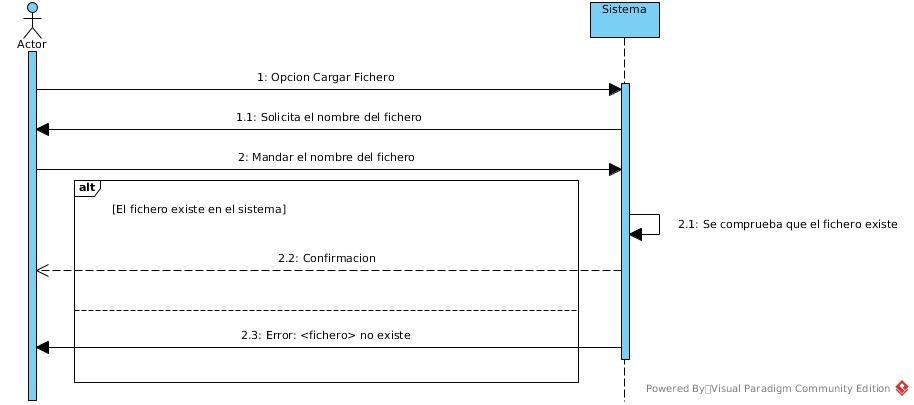 Sistema
Actor
1: Opcion Cargar Fichero
1.1: Solicita el nombre del fichero
2: Mandar el nombre del fichero
alt
[El fichero existe en el sistema]
2.1: Se comprueba que el fichero existe
2.2: Confirmacion
2.3: Error: <fichero> no existe
Powered By Visual Paradigm Community Edition